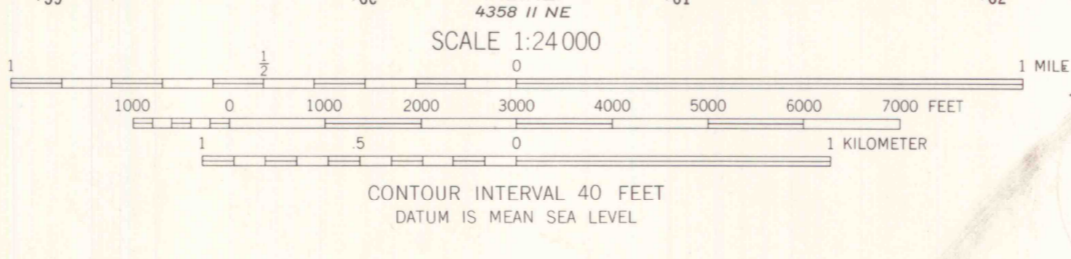 4358 II NE
SCALE 1:24 000
1 1/2 0 1 MILE
1000 0 1000 2000 3000 4000 5000 6000 7000 FEET
1 .5 0 1 KILOMETER
CONTOUR INTERVAL 40 FEET
DATUM IS MEAN SEA LEVEL